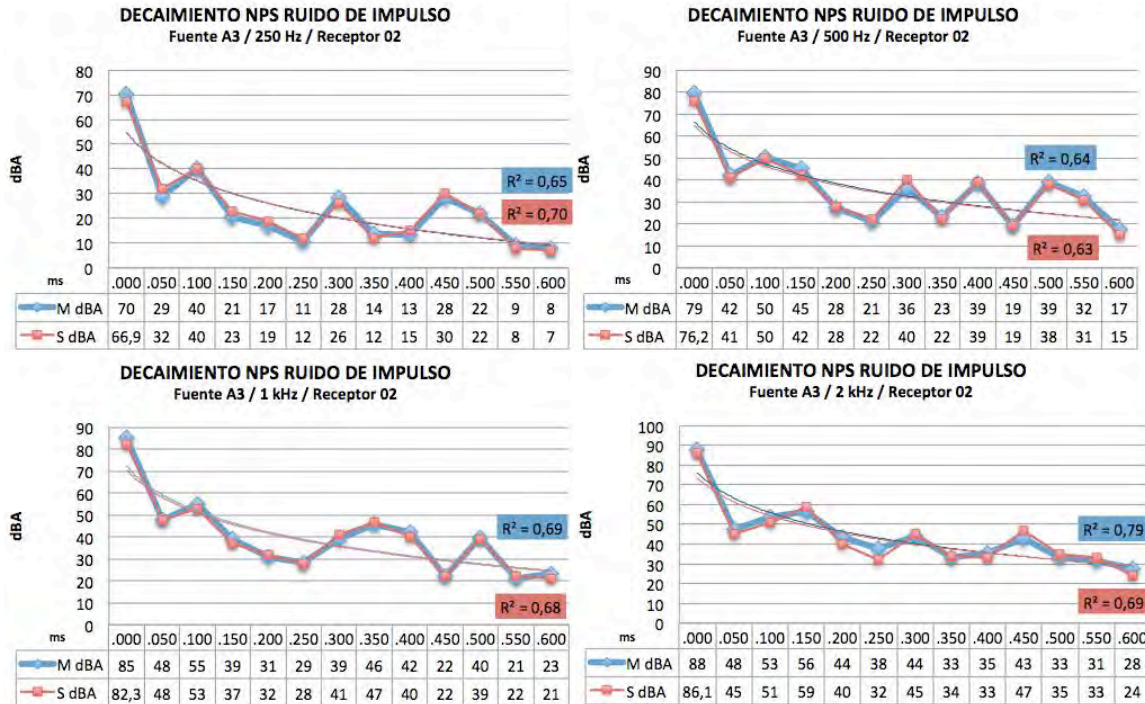 DECAIMIENTO NPS RUIDO DE IMPULSO
Fuente A3 / 250 Hz / Receptor 02
80
70
60
50
40
30
20
10
0
dBA
R² = 0,65
R² = 0,70
ms .000 .050 .100 .150 .200 .250 .300 .350 .400 .450 .500 .550 .600
M dBA 70 29 40 21 17 11 28 14 13 28 22 9 8
S dBA 66,9 32 40 23 19 12 26 12 15 30 22 8 7
DECAIMIENTO NPS RUIDO DE IMPULSO
Fuente A3 / 500 Hz / Receptor 02
90
80
70
60
50
40
30
20
10
0
dBA
R² = 0,64
R² = 0,63
ms .000 .050 .100 .150 .200 .250 .300 .350 .400 .450 .500 .550 .600
M dBA 79 42 50 45 28 21 36 23 39 19 39 32 17
S dBA 76,2 41 50 42 28 22 40 22 39 19 38 31 15
DECAIMIENTO NPS RUIDO DE IMPULSO
Fuente A3 / 1 kHz / Receptor 02
90
80
70
60
50
40
30
20
10
0
dBA
R² = 0,69
R² = 0,68
ms .000 .050 .100 .150 .200 .250 .300 .350 .400 .450 .500 .550 .600
M dBA 85 48 55 39 31 29 39 46 42 22 40 21 23
S dBA 82,3 48 53 37 32 28 41 47 40 22 39 22 21
DECAIMIENTO NPS RUIDO DE IMPULSO
Fuente A3 / 2 kHz / Receptor 02
100
90
80
70
60
50
40
30
20
10
0
dBA
R² = 0,79
R² = 0,69
ms .000 .050 .100 .150 .200 .250 .300 .350 .400 .450 .500 .550 .600
M dBA 88 48 53 56 44 38 44 33 35 43 33 31 28
S dBA 86,1 45 51 59 40 32 45 34 33 47 35 33 24